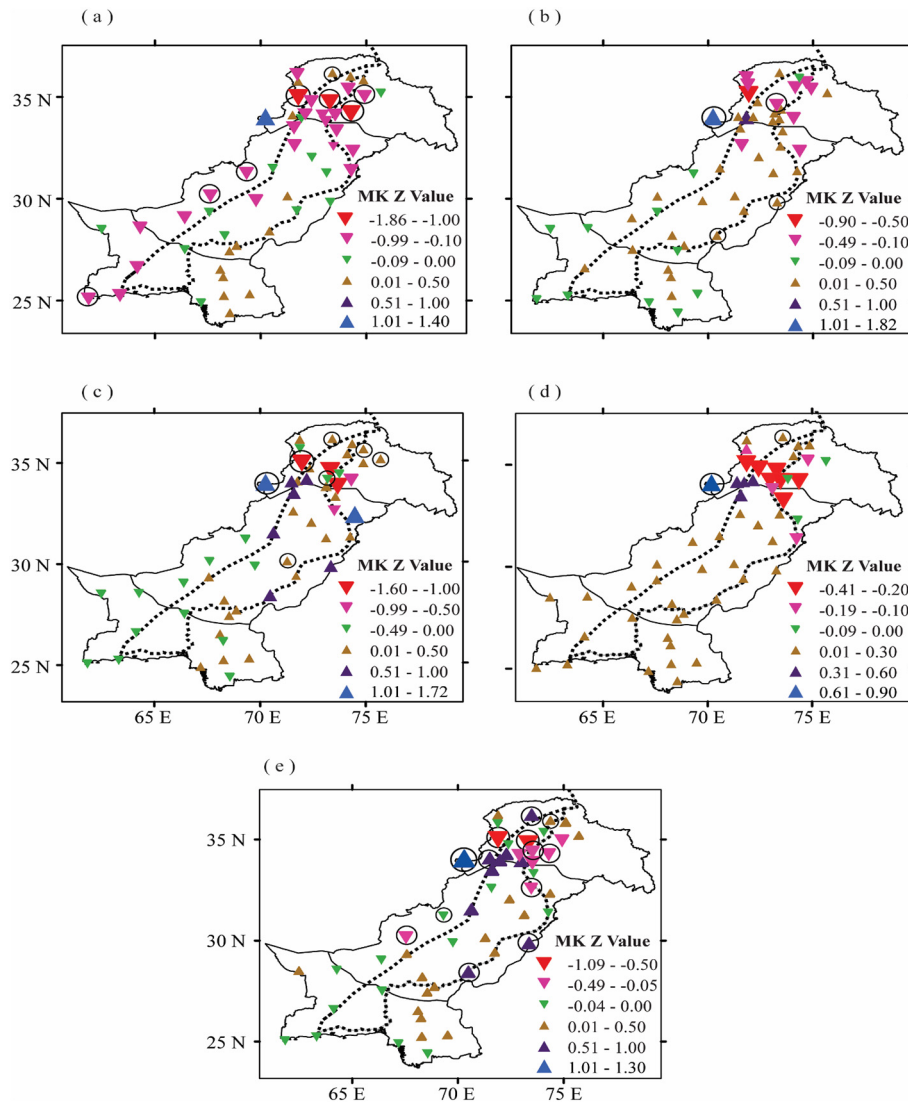 ( a )
( b )
35 N
30 N
25 N
MK Z Value
-1.86 - -1.00
-0.99 - -0.10
-0.09 - 0.00
0.01 - 0.50
0.51 - 1.00
1.01 - 1.40
35 N
30 N
25 N
MK Z Value
-0.90 - -0.50
-0.49 - -0.10
-0.09 - 0.00
0.01 - 0.50
0.51 - 1.00
1.01 - 1.82
( c )
( d )
35 N
30 N
25 N
MK Z Value
-1.60 - -1.00
-0.99 - -0.50
-0.49 - 0.00
0.01 - 0.50
0.51 - 1.00
1.01 - 1.72
65 E 70 E 75 E
MK Z Value
-0.41 - -0.20
-0.19 - -0.10
-0.09 - 0.00
0.01 - 0.30
0.31 - 0.60
0.61 - 0.90
65 E 70 E 75 E
( e )
35 N
30 N
25 N
MK Z Value
-1.09 - -0.50
-0.49 - -0.05
-0.04 - 0.00
0.01 - 0.50
0.51 - 1.00
1.01 - 1.30
65 E 70 E 75 E